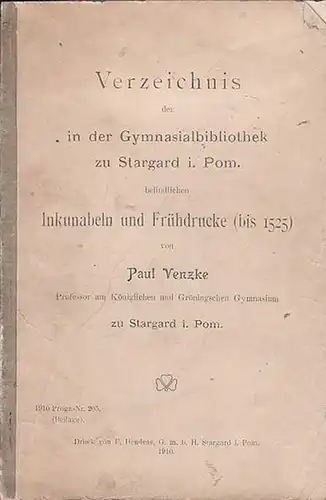 Verzeichnis
der
in der Gymnasialbibliothek
zu Stargard i. Pom.
befindlichen
Inkunabeln und Frühdrucke (bis 1525)
von
Paul Venzke
Professor am Königlichen und Gröningschen Gymnasium
zu Stargard i. Pom.
1910 Progr.-Nr. 205.
(Beilage).
Druck von F. Hendess, G. m. b. H. Stargard i. Pom.
1910.